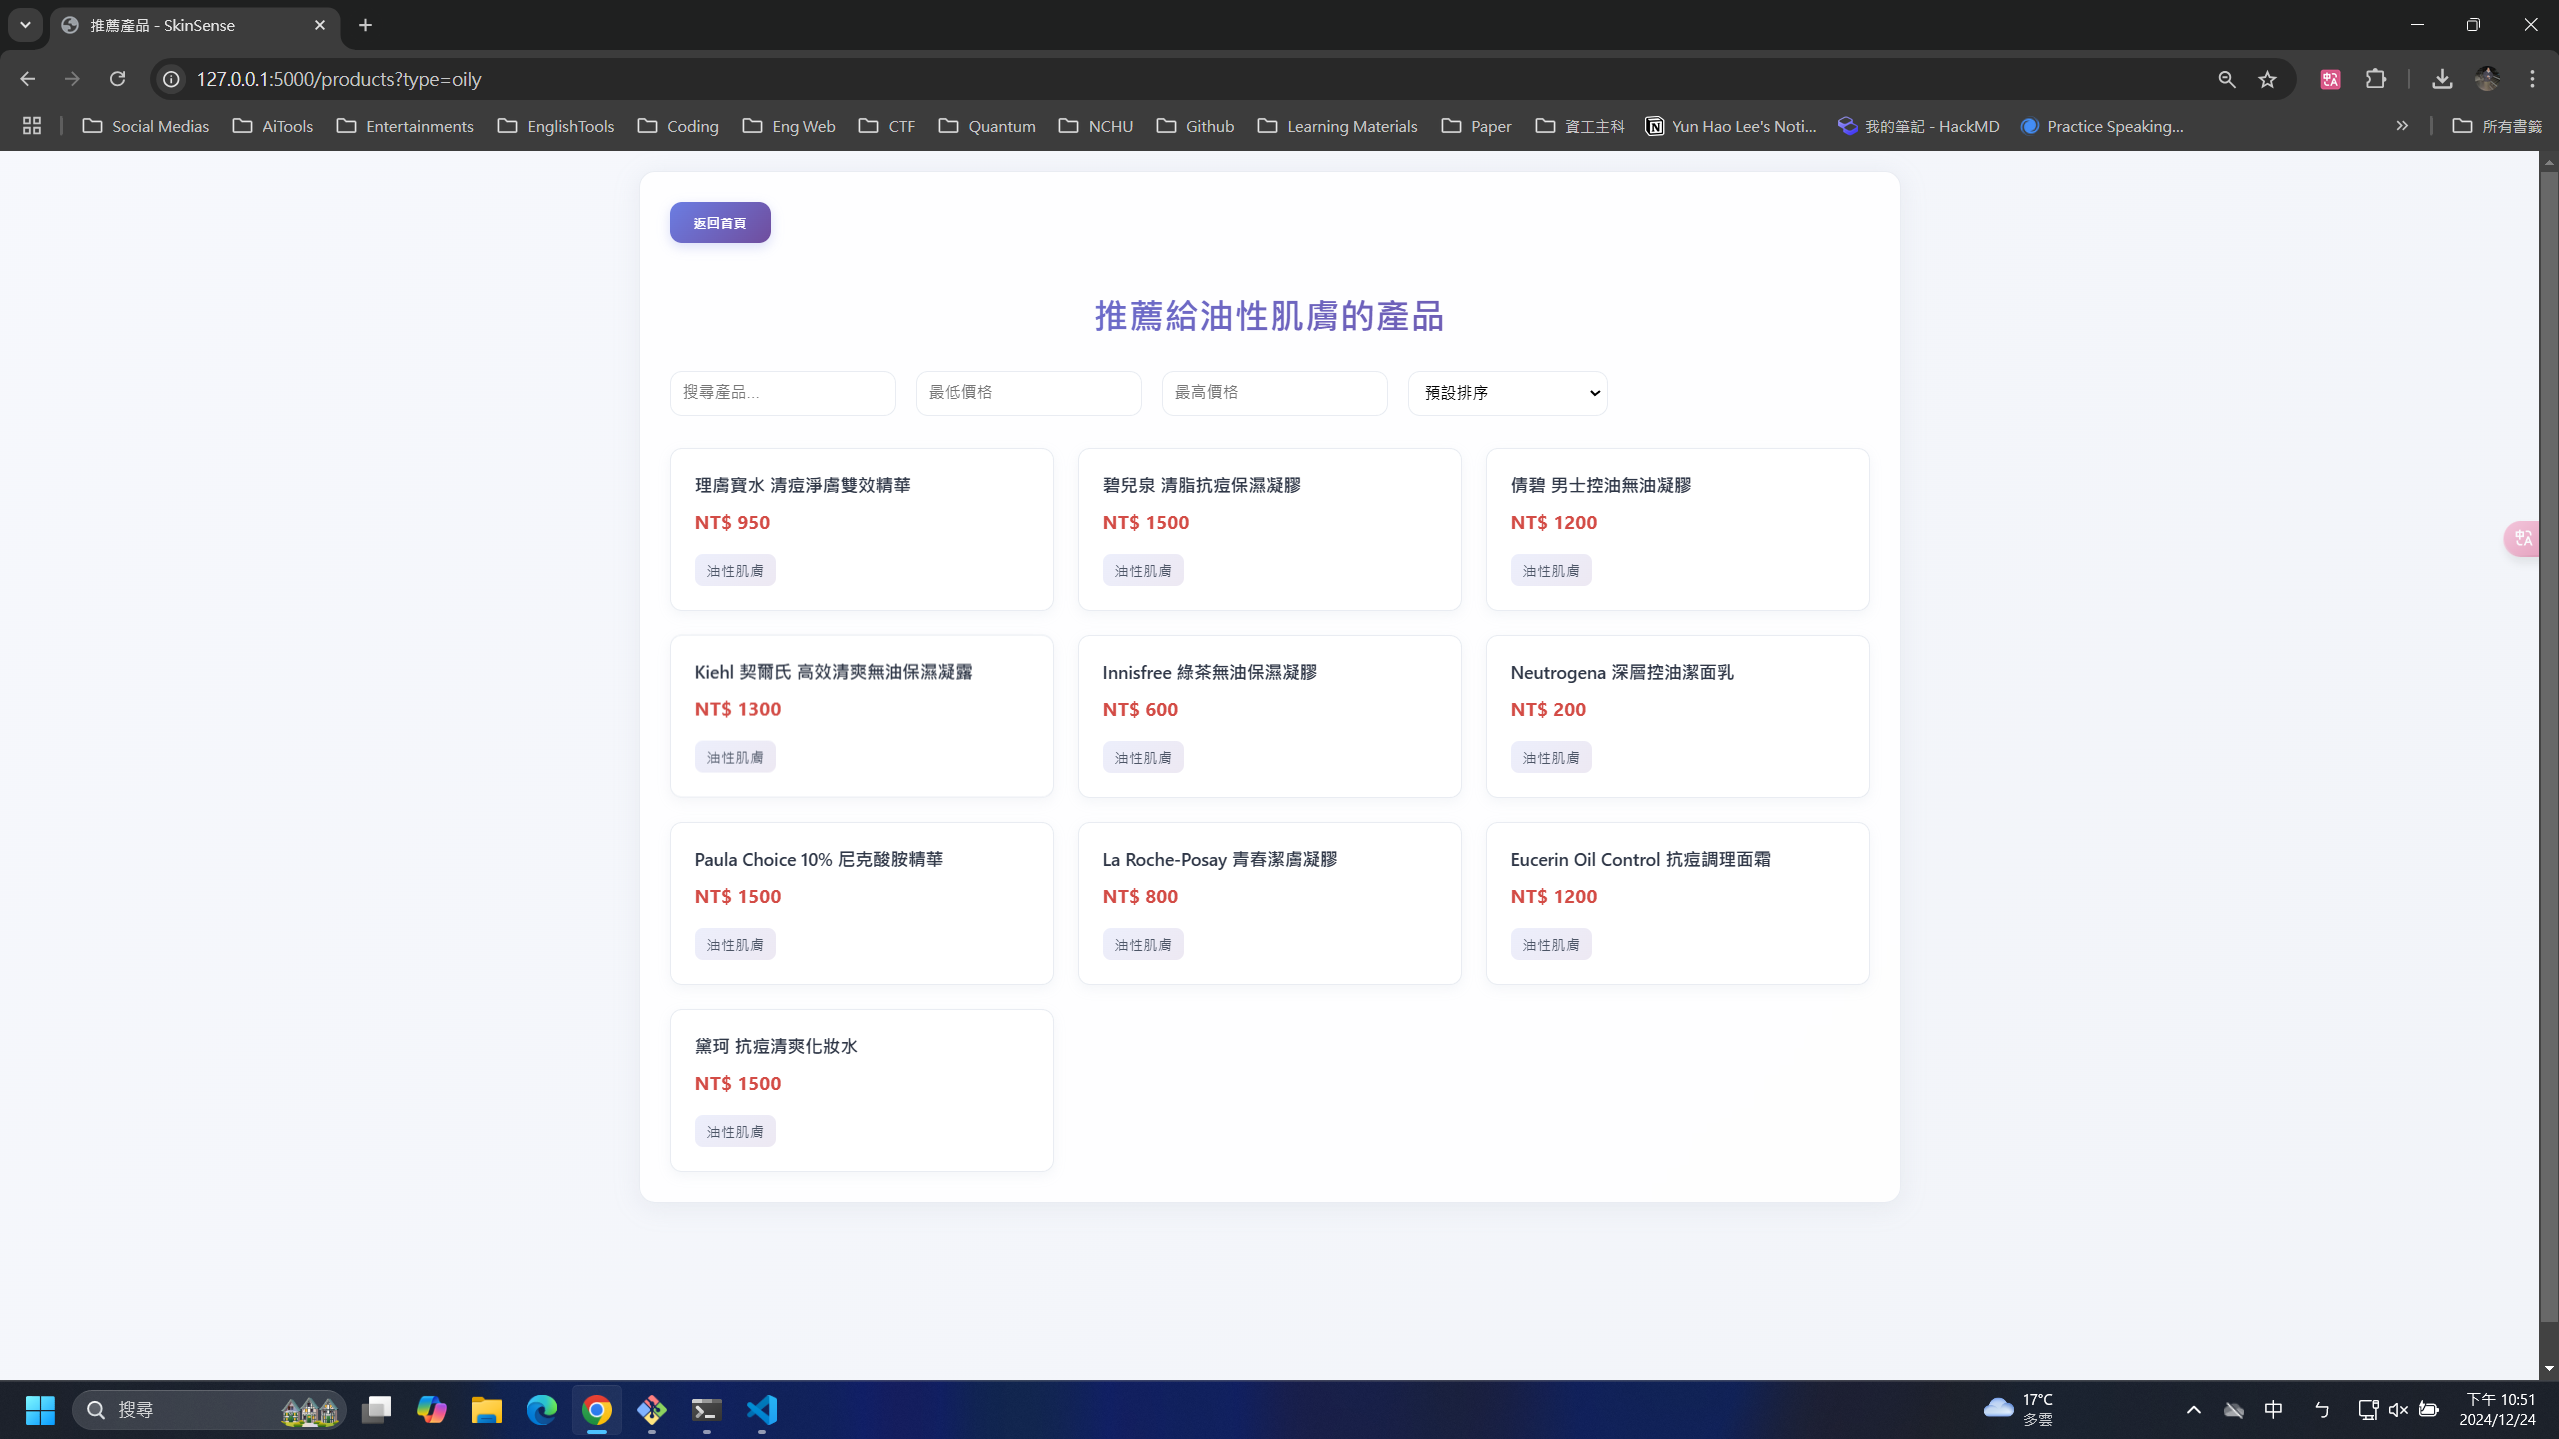 推薦產品 - SkinSense
127.0.0.1:5000/products?type=oily
Social Medias
AiTools
Entertainments
EnglishTools
Coding
Eng Web
CTF
Quantum
NCHU
Github
Learning Materials
Paper
資工主科
Yun Hao Lee's Noti...
我的筆記 - HackMD
Practice Speaking...
所有書籤
返回首頁
推薦給油性肌膚的產品
搜尋產品...
最低價格
最高價格
預設排序
理膚寶水 清痘淨膚雙效精華
NT$ 950
油性肌膚
碧兒泉 清脂抗痘保濕凝膠
NT$ 1500
油性肌膚
倩碧 男士控油無油凝膠
NT$ 1200
油性肌膚
Kiehl 契爾氏 高效清爽無油保濕凝露
NT$ 1300
油性肌膚
Innisfree 綠茶無油保濕凝膠
NT$ 600
油性肌膚
Neutrogena 深層控油潔面乳
NT$ 200
油性肌膚
Paula Choice 10% 尼克酸胺精華
NT$ 1500
油性肌膚
La Roche-Posay 青春潔膚凝膠
NT$ 800
油性肌膚
Eucerin Oil Control 抗痘調理面霜
NT$ 1200
油性肌膚
黛珂 抗痘清爽化妝水
NT$ 1500
油性肌膚
搜尋
17°C
多雲
中
ㄅ
下午 10:51
2024/12/24